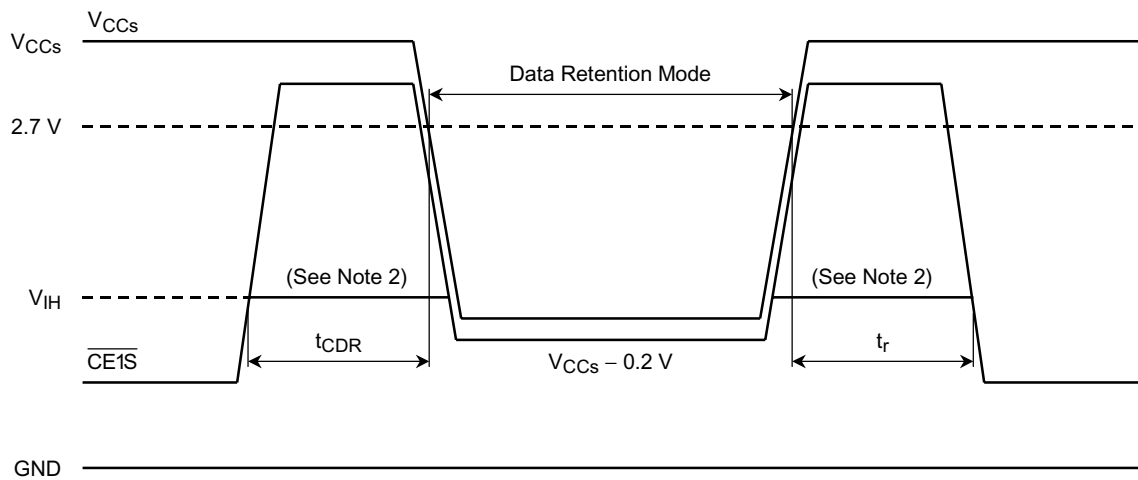 VCCs
VCCs
Data Retention Mode
2.7 V
(See Note 2)
(See Note 2)
VIH
CE1S
tCDR
VCCs – 0.2 V
tr
GND